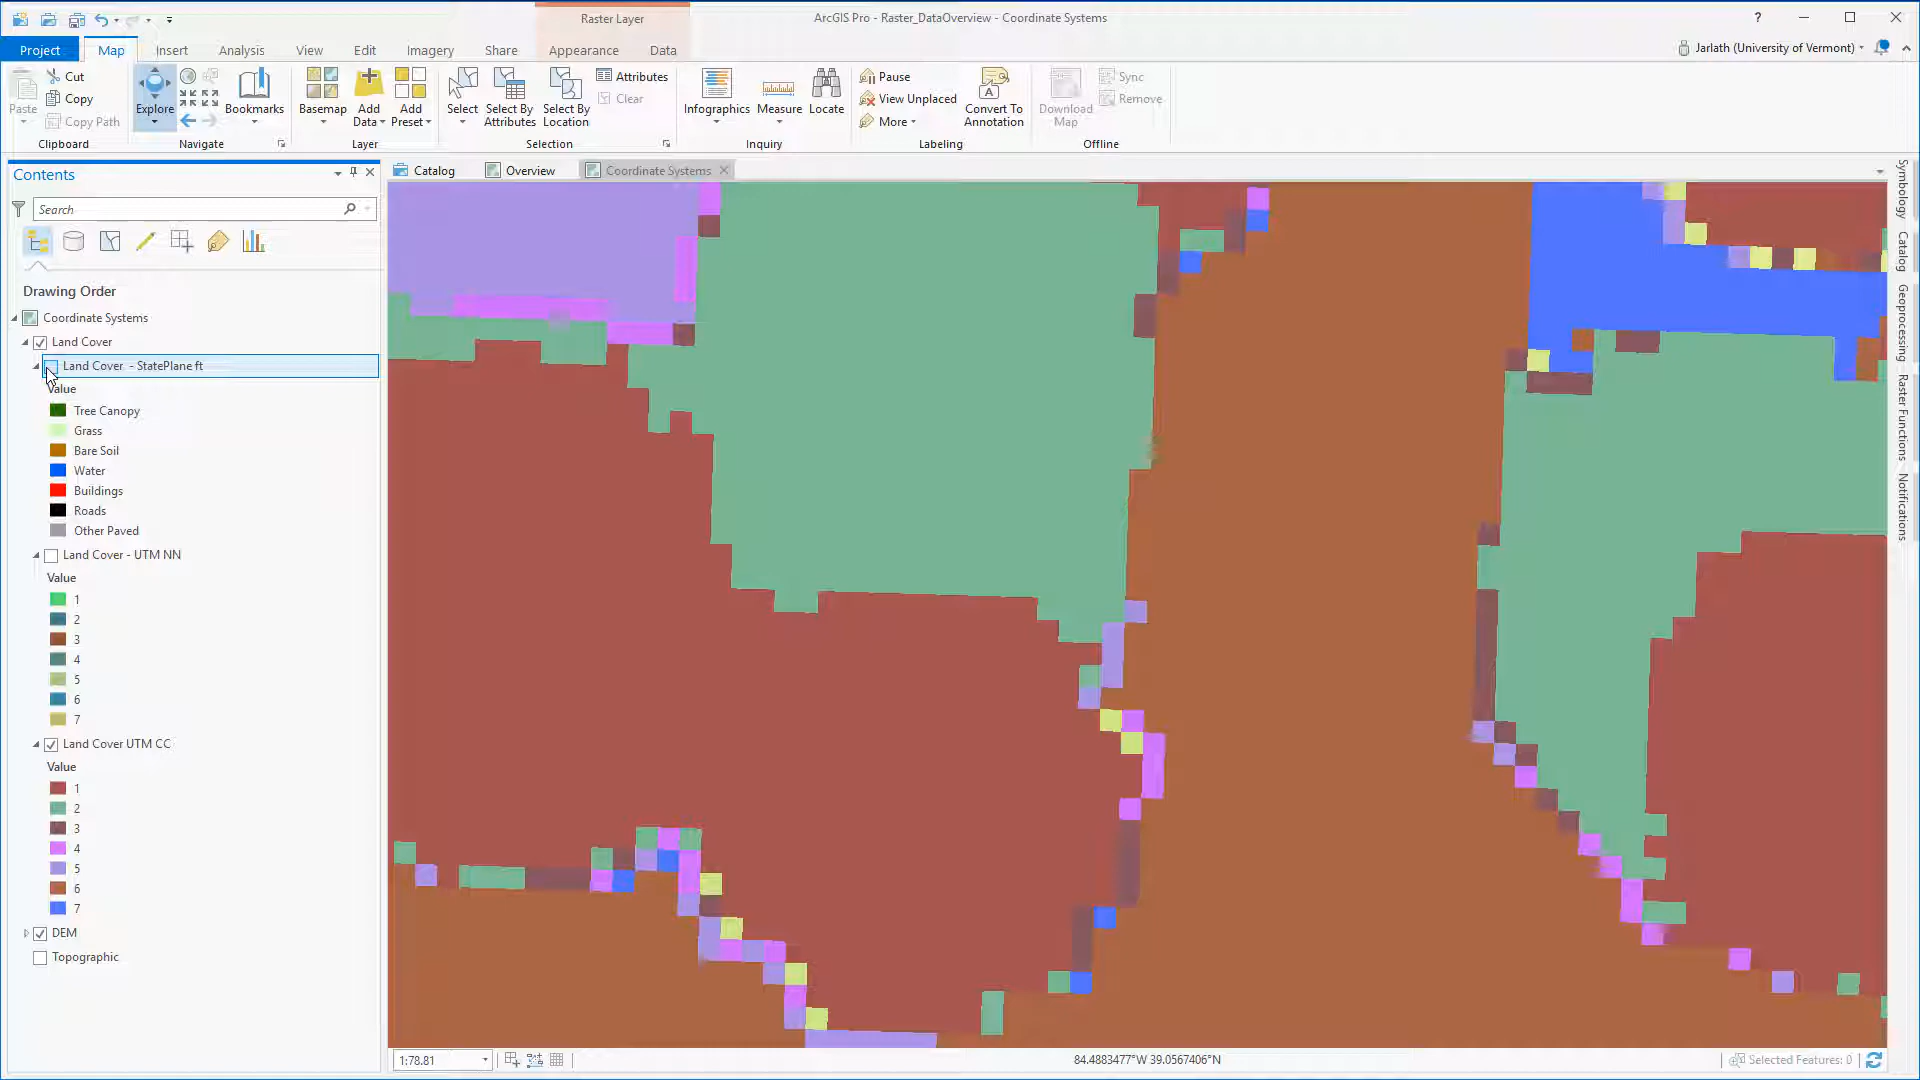 Raster Layer
ArcGIS Pro - Raster_DataOverview - Coordinate Systems
?
Project Map Insert Analysis View Edit Imagery Share Appearance Data
Jarlath (University of Vermont)
Paste
Cut
Copy
Copy Path
Clipboard
Explore
Bookmarks
Navigate
Basemap
Add Data
Add Preset
Layer
Select
Select By Attributes
Select By Location
Attributes
Clear
Selection
Infographics
Measure
Locate
Inquiry
Pause
View Unplaced
More
Convert To Annotation
Labeling
Download Map
Sync
Remove
Offline
Contents
Search
Drawing Order
Coordinate Systems
Land Cover
Land Cover - StatePlane ft
Value
Tree Canopy
Grass
Bare Soil
Water
Buildings
Roads
Other Paved
Land Cover - UTM NN
Value
1
2
3
4
5
6
7
Land Cover UTM CC
Value
1
2
3
4
5
6
7
DEM
Topographic
Catalog
Overview
Coordinate Systems
1:78.81
84.4883477°W 39.0567406°N
Selected Features: 0
Symbology
Catalog
Geoprocessing
Raster Functions
Notifications